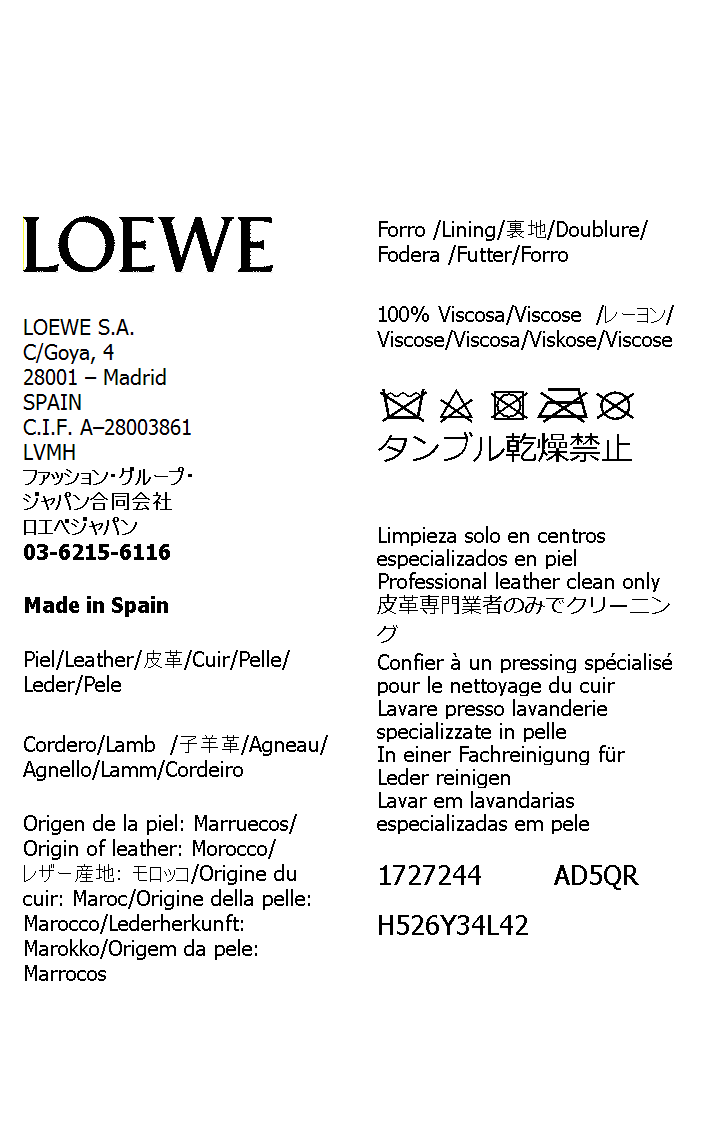 LOEWE
LOEWE S.A.
C/Goya, 4
28001 – Madrid
SPAIN
C.I.F. A–28003861
LVMH
ファッション・グループ・
ジャパン合同会社
ロエベジャパン
03-6215-6116
Made in Spain
Piel/Leather/皮革/Cuir/Pelle/
Leder/Pele
Cordero/Lamb /子羊革/Agneau/
Agnello/Lamm/Cordeiro
Origen de la piel: Marruecos/
Origin of leather: Morocco/
レザー産地: モロッコ/Origine du
cuir: Maroc/Origine della pelle:
Marocco/Lederherkunft:
Marokko/Origem da pele:
Marrocos
Forro /Lining/裏地/Doublure/
Fodera /Futter/Forro
100% Viscosa/Viscose /レーヨン/
Viscose/Viscosa/Viskose/Viscose
タンブル乾燥禁止
Limpieza solo en centros
especializados en piel
Professional leather clean only
皮革専門業者のみでクリーニン
グ
Confier à un pressing spécialisé
pour le nettoyage du cuir
Lavare presso lavanderie
specializzate in pelle
In einer Fachreinigung für
Leder reinigen
Lavar em lavandarias
especializadas em pele
1727244 AD5QR
H526Y34L42